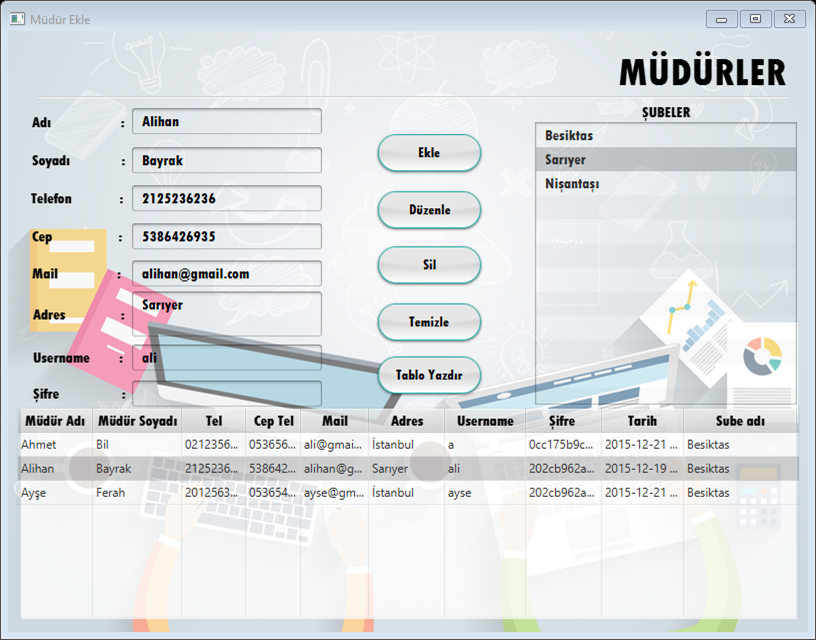 Müdür Ekle
MÜDÜRLER
Adı : Alihan
Soyadı : Bayrak
Telefon : 2125236236
Cep : 5386426935
Mail : alihan@gmail.com
Adres : Sarıyer
Username : ali
Şifre :
Ekle
Düzenle
Sil
Temizle
Tablo Yazdır
ŞUBELER
Besiktas
Sarıyer
Nişantaşı
Müdür Adı Müdür Soyadı Tel Cep Tel Mail Adres Username Şifre Tarih Sube adı
Ahmet Bil 0212356... 053656... ali@gmai... İstanbul a 0cc175b9c... 2015-12-21 ... Besiktas
Alihan Bayrak 2125236... 538642... alihan@g... Sarıyer ali 202cb962a... 2015-12-19 ... Besiktas
Ayşe Ferah 2012563... 053654... ayse@gm... İstanbul ayse 202cb962a... 2015-12-21 ... Besiktas